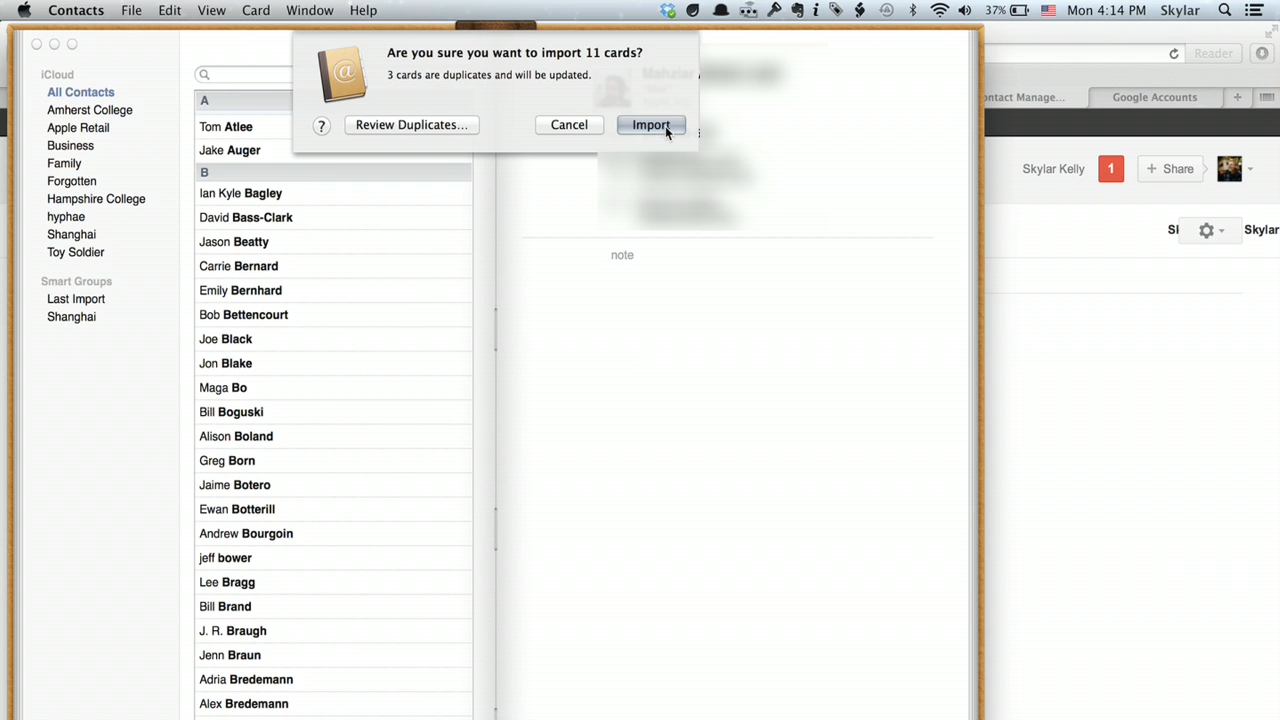 Contacts File Edit View Card Window Help
37% Mon 4:14 PM Skylar
Are you sure you want to import 11 cards?
3 cards are duplicates and will be updated.
? Review Duplicates... Cancel Import
iCloud
All Contacts
Amherst College
Apple Retail
Business
Family
Forgotten
Hampshire College
hyphae
Shanghai
Toy Soldier
Smart Groups
Last Import
Shanghai
A
Tom Atlee
Jake Auger
B
Ian Kyle Bagley
David Bass-Clark
Jason Beatty
Carrie Bernard
Emily Bernhard
Bob Bettencourt
Joe Black
Jon Blake
Maga Bo
Bill Boguski
Alison Boland
Greg Born
Jaime Botero
Ewan Botterill
Andrew Bourgoin
jeff bower
Lee Bragg
Bill Brand
J. R. Braugh
Jenn Braun
Adria Bredemann
Alex Bredemann
note
Reader
ontact Manage... Google Accounts +
Skylar Kelly 1 + Share
Sk Skylar